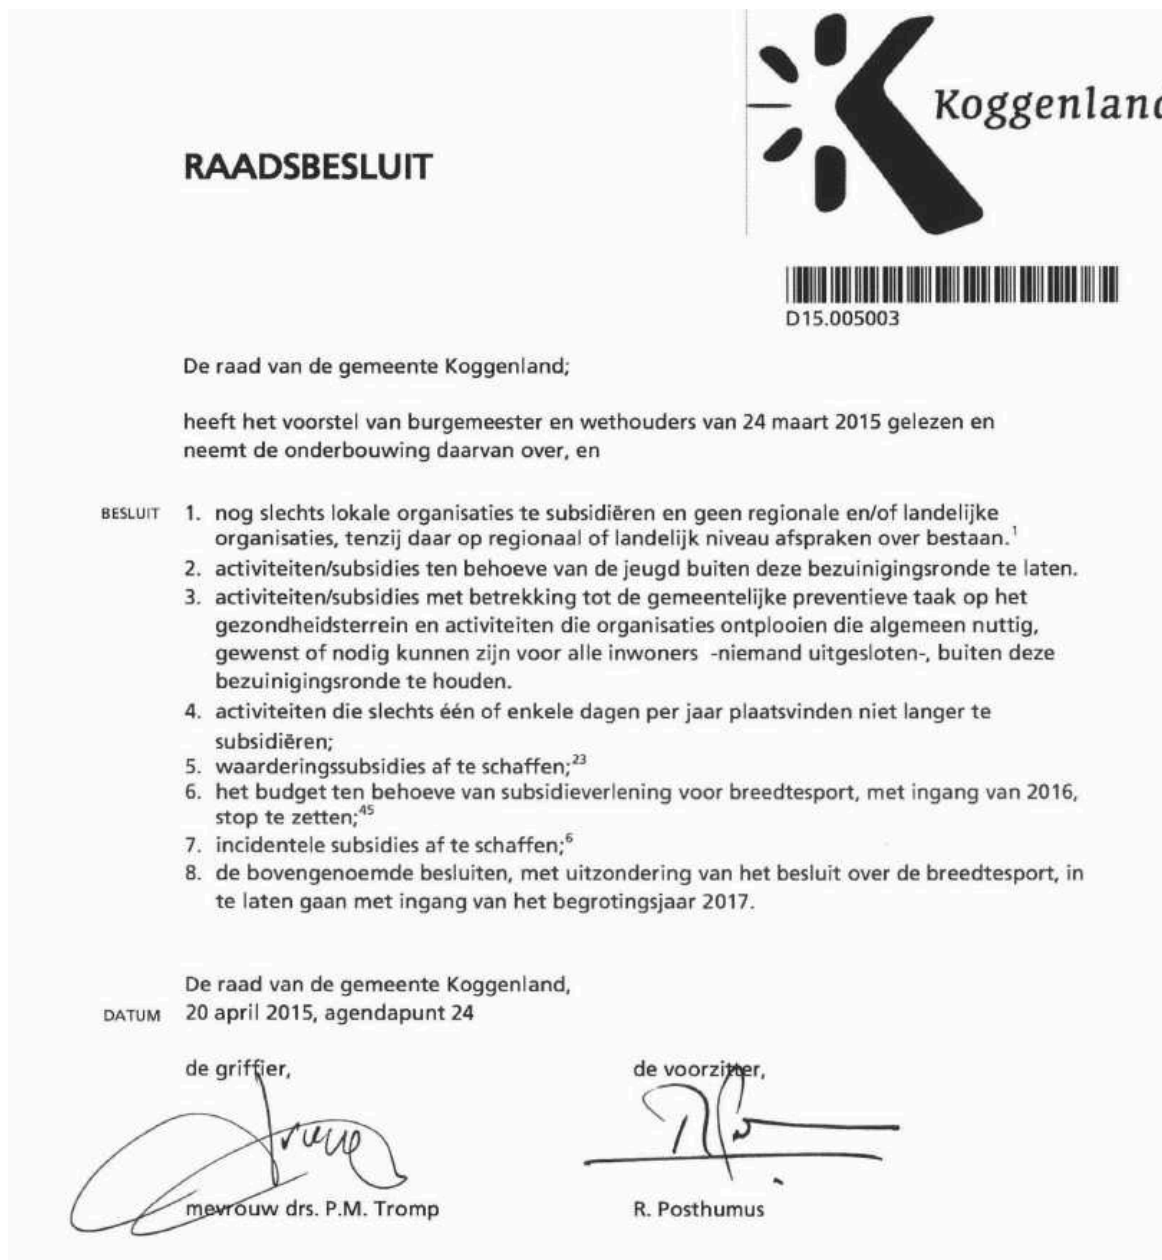 Koggenland
RAADSBESLUIT
D15.005003
De raad van de gemeente Koggenland;
heeft het voorstel van burgemeester en wethouders van 24 maart 2015 gelezen en
neemt de onderbouwing daarvan over, en
BESLUIT 1. nog slechts lokale organisaties te subsidiëren en geen regionale en/of landelijke
organisaties, tenzij daar op regionaal of landelijk niveau afspraken over bestaan.¹
2. activiteiten/subsidies ten behoeve van de jeugd buiten deze bezuinigingsronde te laten.
3. activiteiten/subsidies met betrekking tot de gemeentelijke preventieve taak op het
gezondheidsterrein en activiteiten die organisaties ontplooien die algemeen nuttig,
gewenst of nodig kunnen zijn voor alle inwoners -niemand uitgesloten-, buiten deze
bezuinigingsronde te houden.
4. activiteiten die slechts één of enkele dagen per jaar plaatsvinden niet langer te
subsidiëren;
5. waarderingssubsidies af te schaffen;²³
6. het budget ten behoeve van subsidieverlening voor breedtesport, met ingang van 2016,
stop te zetten;⁴⁵
7. incidentele subsidies af te schaffen;⁶
8. de bovengenoemde besluiten, met uitzondering van het besluit over de breedtesport, in
te laten gaan met ingang van het begrotingsjaar 2017.
De raad van de gemeente Koggenland,
DATUM 20 april 2015, agendapunt 24
de griffier, de voorzitter,
mevrouw drs. P.M. Tromp R. Posthumus